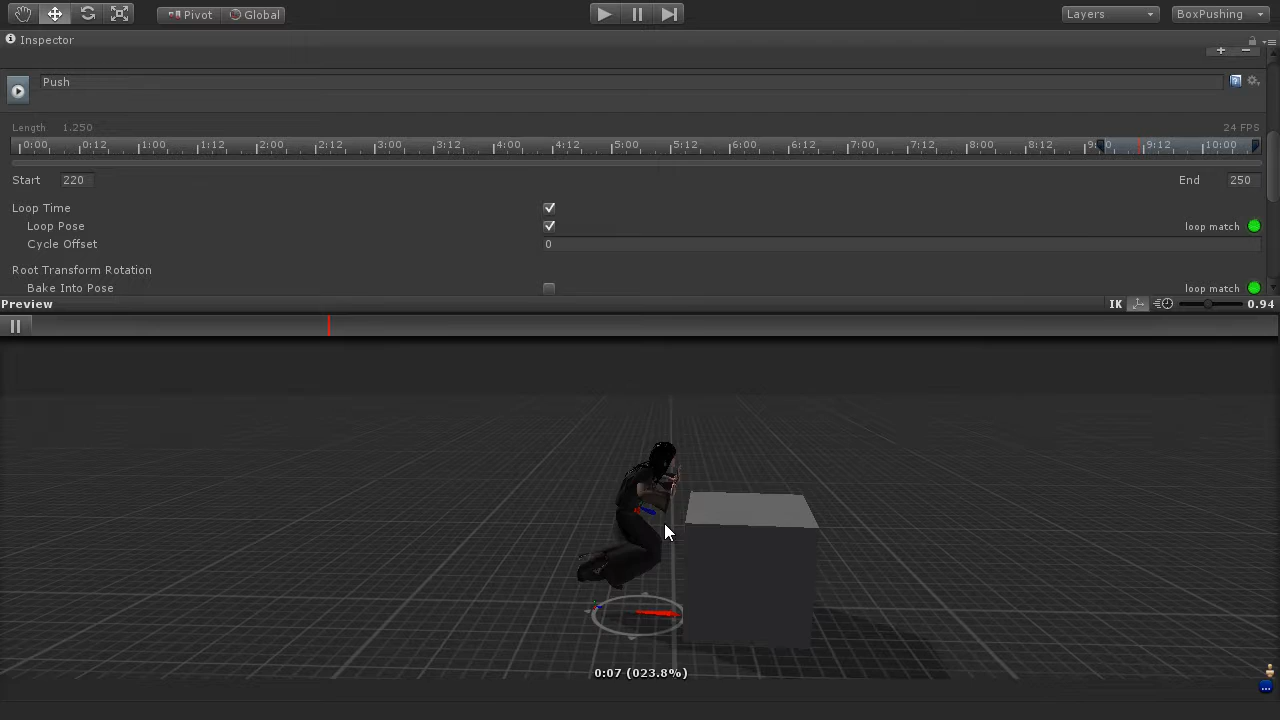 Pivot Global Layers BoxPushing
Inspector
+ −
Push
Length 1.250 24 FPS
0:00 0:12 1:00 1:12 2:00 2:12 3:00 3:12 4:00 4:12 5:00 5:12 6:00 6:12 7:00 7:12 8:00 8:12 9:12 10:00
Start 220 End 250
Loop Time
Loop Pose loop match
Cycle Offset 0
Root Transform Rotation
Bake Into Pose loop match
Preview IK 0.94
0:07 (023.8%)